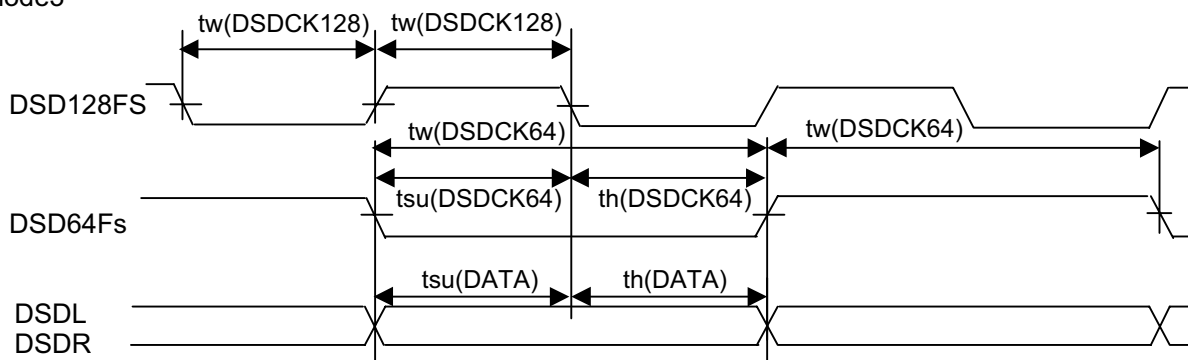 tw(DSDCK128) tw(DSDCK128)
DSD128FS
tw(DSDCK64) tw(DSDCK64)
tsu(DSDCK64) th(DSDCK64)
DSD64Fs
tsu(DATA) th(DATA)
DSDL
DSDR